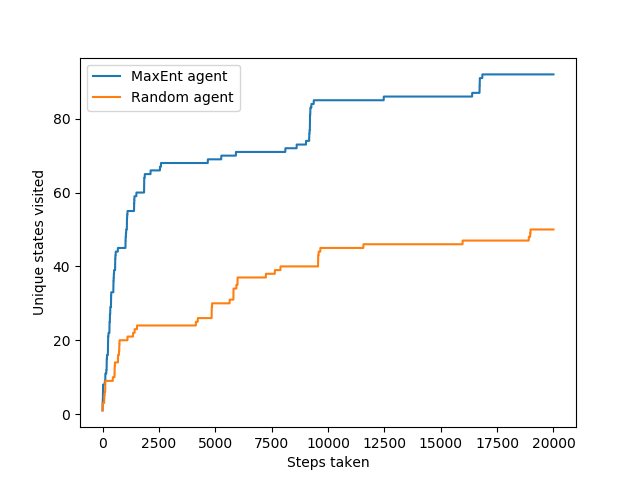 MaxEnt agent
Random agent
80
60
40
20
0
Unique states visited
0 2500 5000 7500 10000 12500 15000 17500 20000
Steps taken